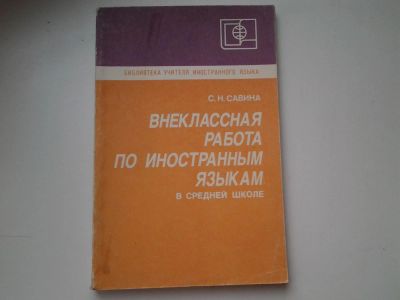 БИБЛИОТЕКА УЧИТЕЛЯ ИНОСТРАННОГО ЯЗЫКА
С. Н. САВИНА
ВНЕКЛАССНАЯ
РАБОТА
ПО ИНОСТРАННЫМ
ЯЗЫКАМ
В СРЕДНЕЙ ШКОЛЕ